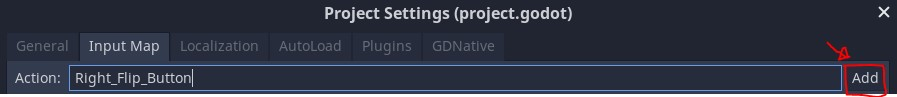 Project Settings (project.godot)
General Input Map Localization AutoLoad Plugins GDNative
Action: Right_Flip_Button Add